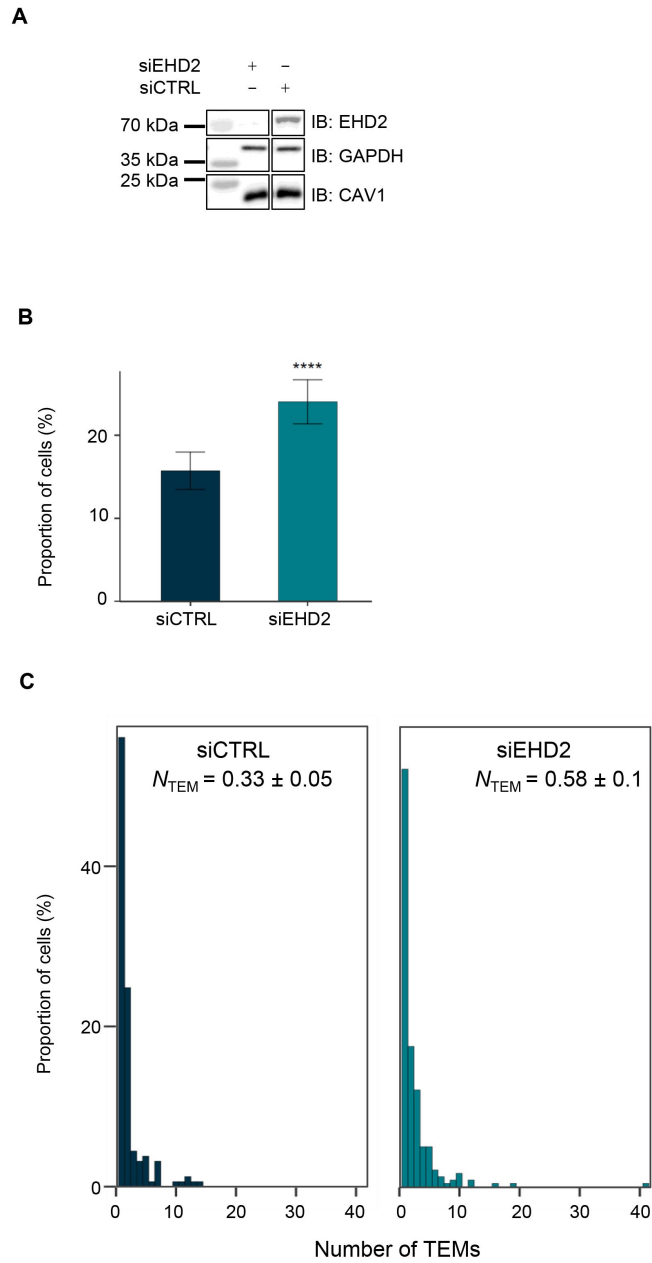 A
siEHD2 + –
siCTRL – +
70 kDa IB: EHD2
35 kDa IB: GAPDH
25 kDa IB: CAV1
B
Proportion of cells (%)
20
10
0
****
siCTRL siEHD2
C
Proportion of cells (%)
40
20
0
siCTRL
NTEM = 0.33 ± 0.05
0 10 20 30 40
siEHD2
NTEM = 0.58 ± 0.1
0 10 20 30 40
Number of TEMs